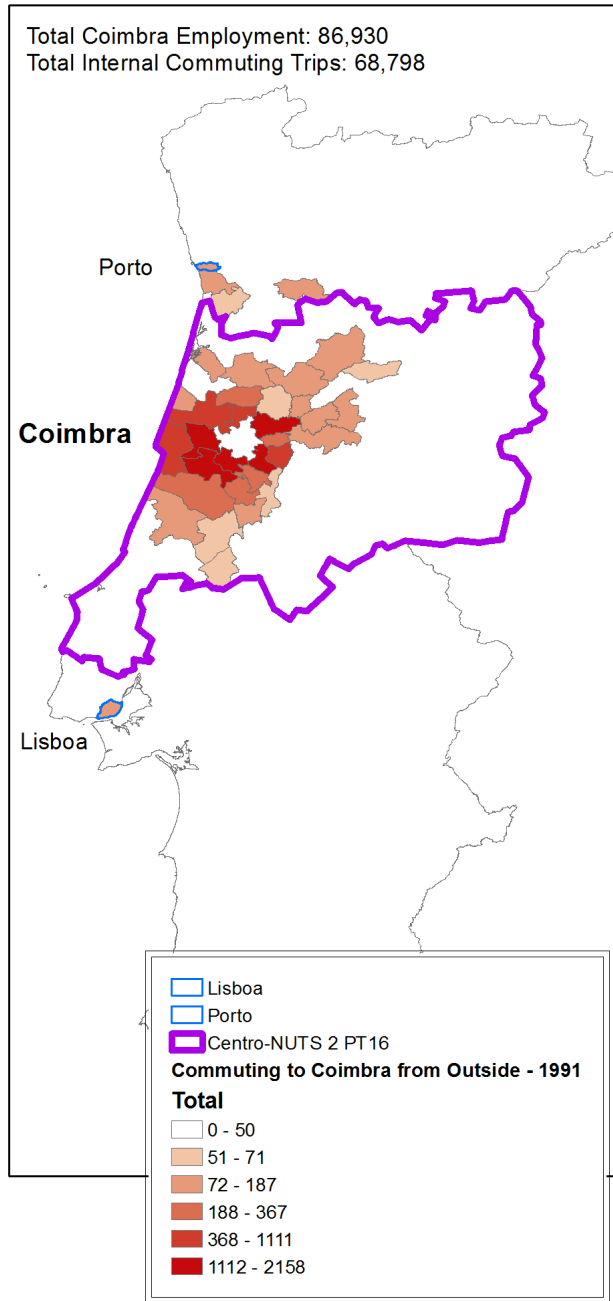 Total Coimbra Employment: 86,930
Total Internal Commuting Trips: 68,798
Porto
Coimbra
Lisboa
Lisboa
Porto
Centro-NUTS 2 PT16
Commuting to Coimbra from Outside - 1991
Total
0 - 50
51 - 71
72 - 187
188 - 367
368 - 1111
1112 - 2158